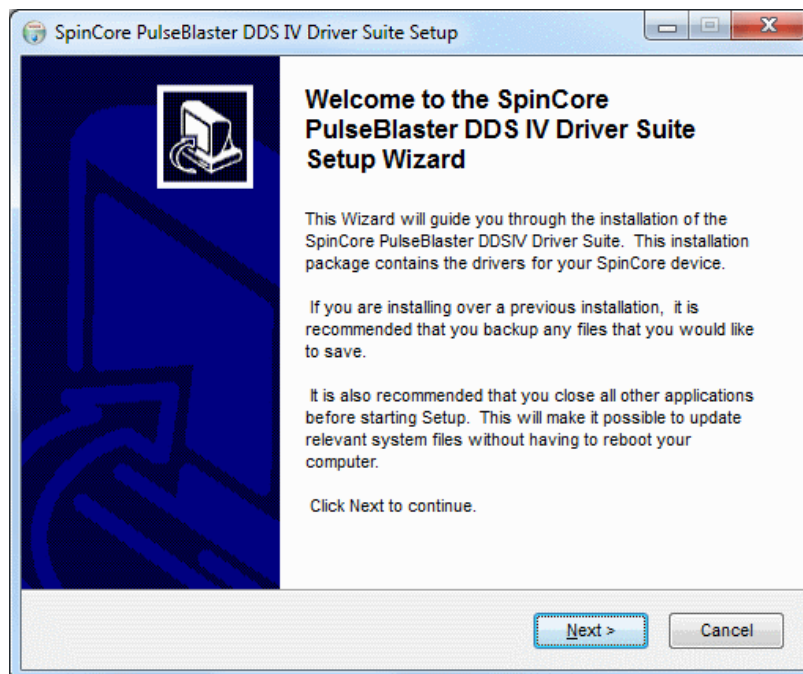 SpinCore PulseBlaster DDS IV Driver Suite Setup
Welcome to the SpinCore
PulseBlaster DDS IV Driver Suite
Setup Wizard
This Wizard will guide you through the installation of the
SpinCore PulseBlaster DDSIV Driver Suite. This installation
package contains the drivers for your SpinCore device.
If you are installing over a previous installation, it is
recommended that you backup any files that you would like
to save.
It is also recommended that you close all other applications
before starting Setup. This will make it possible to update
relevant system files without having to reboot your
computer.
Click Next to continue.
Next >
Cancel